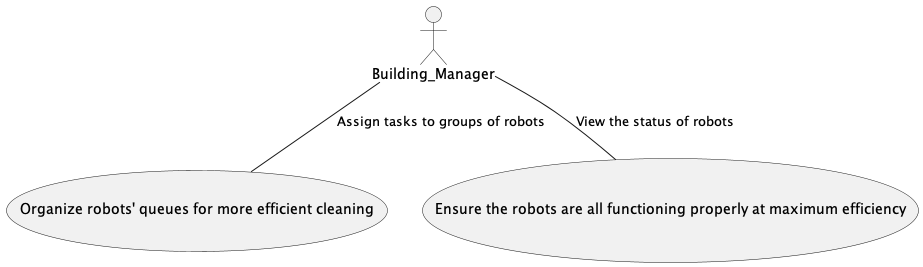 Building_Manager
Assign tasks to groups of robots
View the status of robots
Organize robots' queues for more efficient cleaning
Ensure the robots are all functioning properly at maximum efficiency